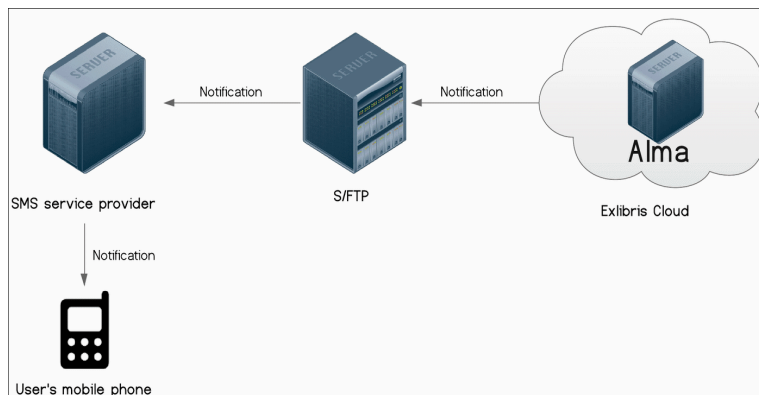 SERVER
SERVER
SERVER
Notification
Notification
Alma
SMS service provider
S/FTP
Exlibris Cloud
Notification
User's mobile phone